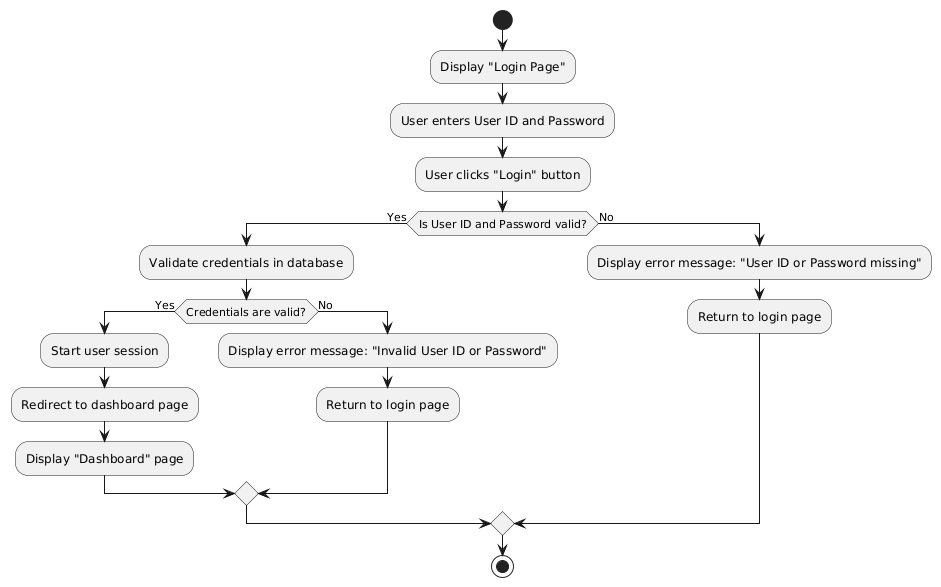 Display "Login Page"
User enters User ID and Password
User clicks "Login" button
Yes
Is User ID and Password valid?
No
Validate credentials in database
Display error message: "User ID or Password missing"
Yes
Credentials are valid?
No
Return to login page
Start user session
Display error message: "Invalid User ID or Password"
Redirect to dashboard page
Return to login page
Display "Dashboard" page